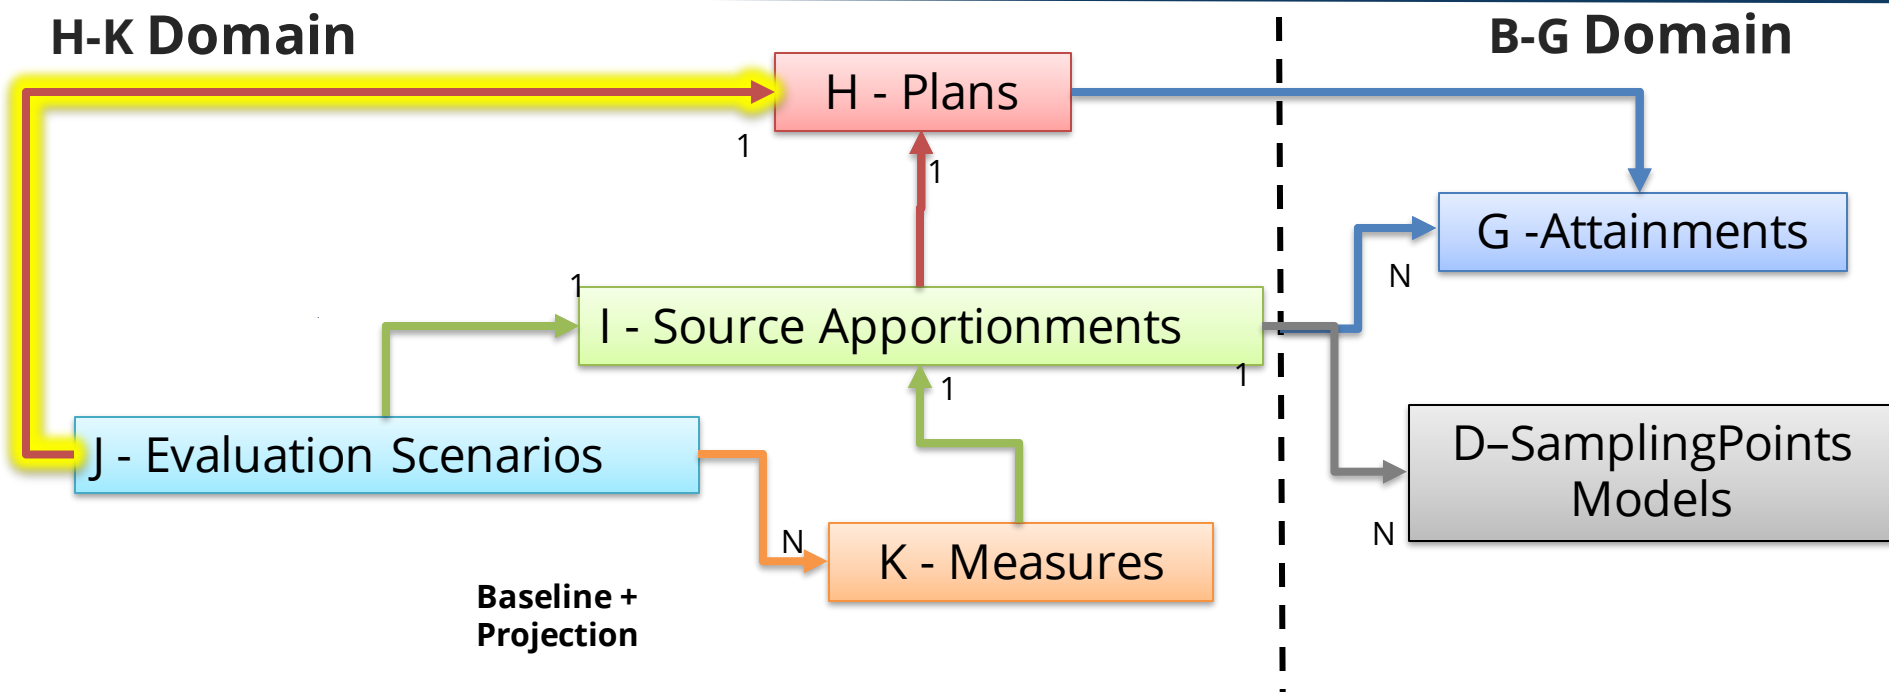 H-K Domain
B-G Domain
H - Plans
1
1
G -Attainments
N
1
I - Source Apportionments
1
1
J - Evaluation Scenarios
D–SamplingPoints
Models
N
N
K - Measures
Baseline +
Projection